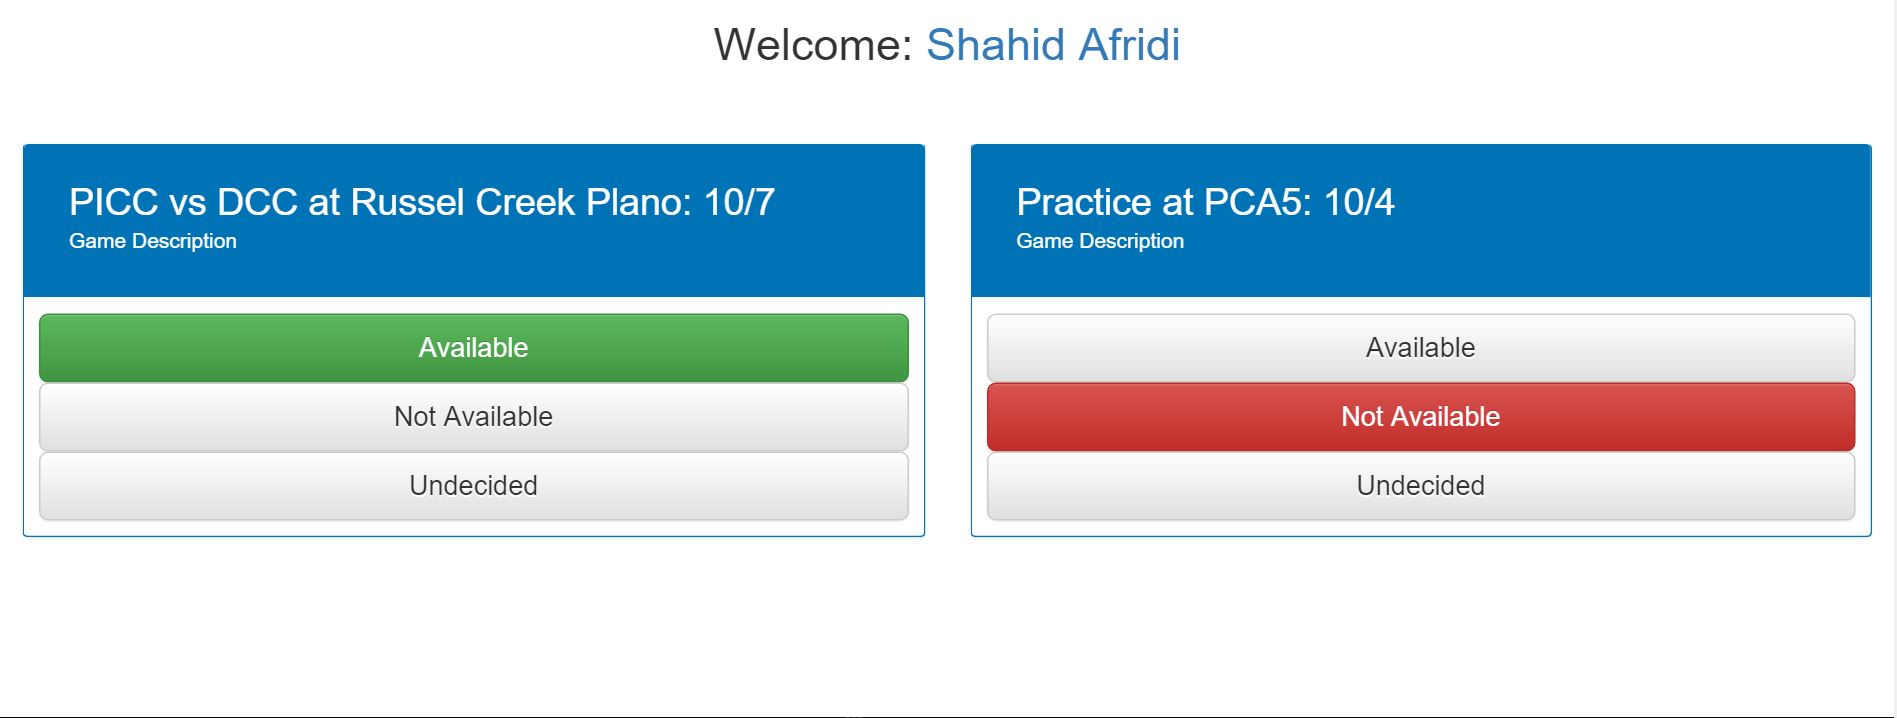 Welcome: Shahid Afridi
PICC vs DCC at Russel Creek Plano: 10/7
Game Description
Available
Not Available
Undecided
Practice at PCA5: 10/4
Game Description
Available
Not Available
Undecided